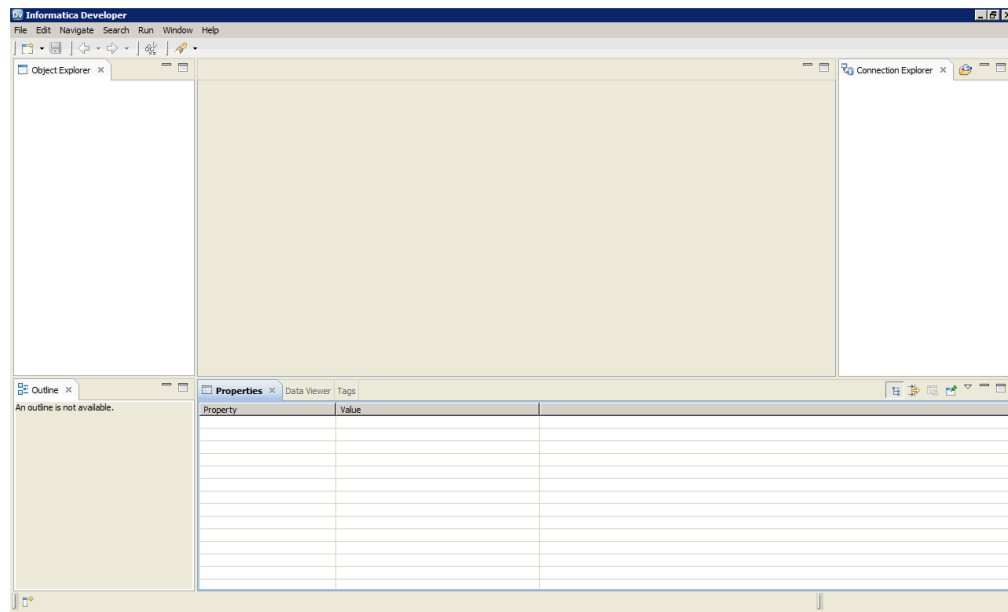 Dv Informatica Developer
File Edit Navigate Search Run Window Help
Object Explorer
Connection Explorer
Outline
An outline is not available.
Properties Data Viewer Tags
Property Value